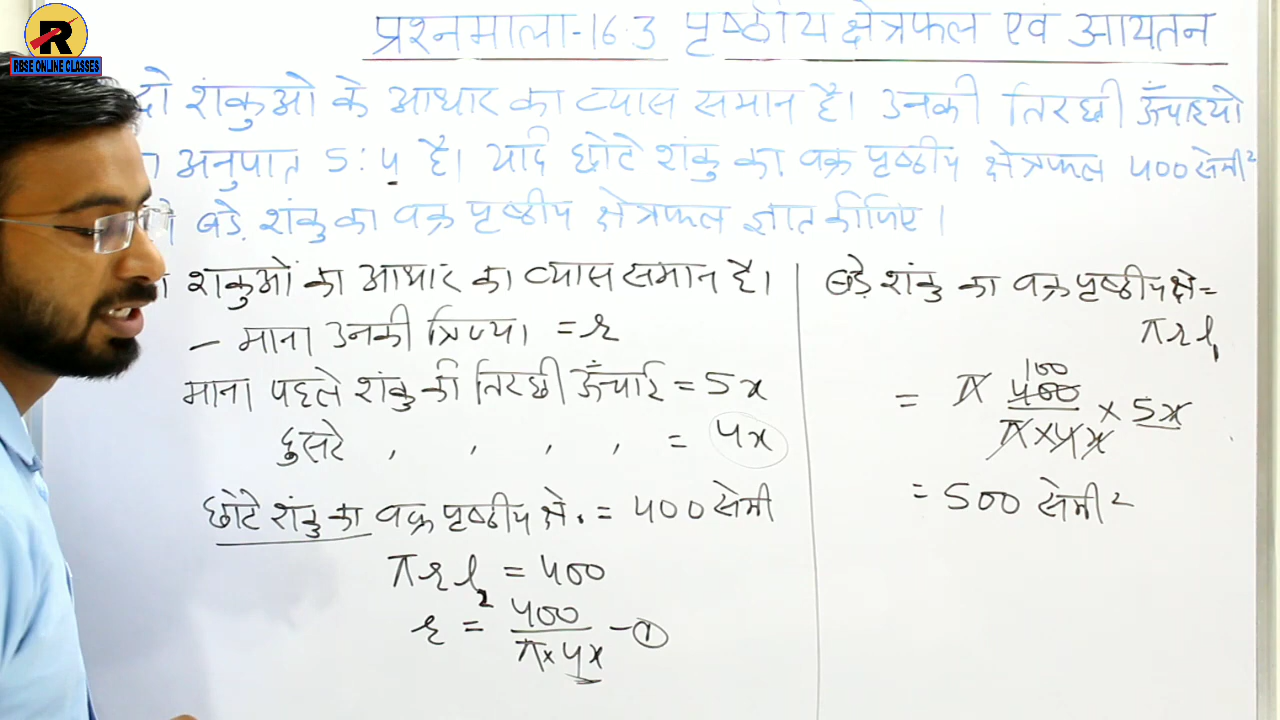 R
RBSE ONLINE CLASSES
प्रश्नमाला-16.3 पृष्ठीय क्षेत्रफल एवं आयतन
दो शंकुओ के आधार का व्यास समान है। उनकी तिरछी ऊँचाइयो
अनुपात 5:4 है। यदि छोटे शंकु का वक्र पृष्ठीय क्षेत्रफल 400 सेमी²
बडे़ शंकु का वक्र पृष्ठीय क्षेत्रफल ज्ञात कीजिए।
शंकुओं का आधार का व्यास समान है।
– माना उनकी त्रिज्या = r
माना पहले शंकु की तिरछी ऊँचाई = 5x
दुसरे , , , , = 4x
छोटे शंकु का वक्र पृष्ठीय क्षे. = 400 सेमी
πrl₂ = 400
r = 400/π×4x –①
बडे़ शंकु का वक्र पृष्ठीय क्षे =
πrl₁
= π 100 400/π×4x × 5x
= 500 सेमी²